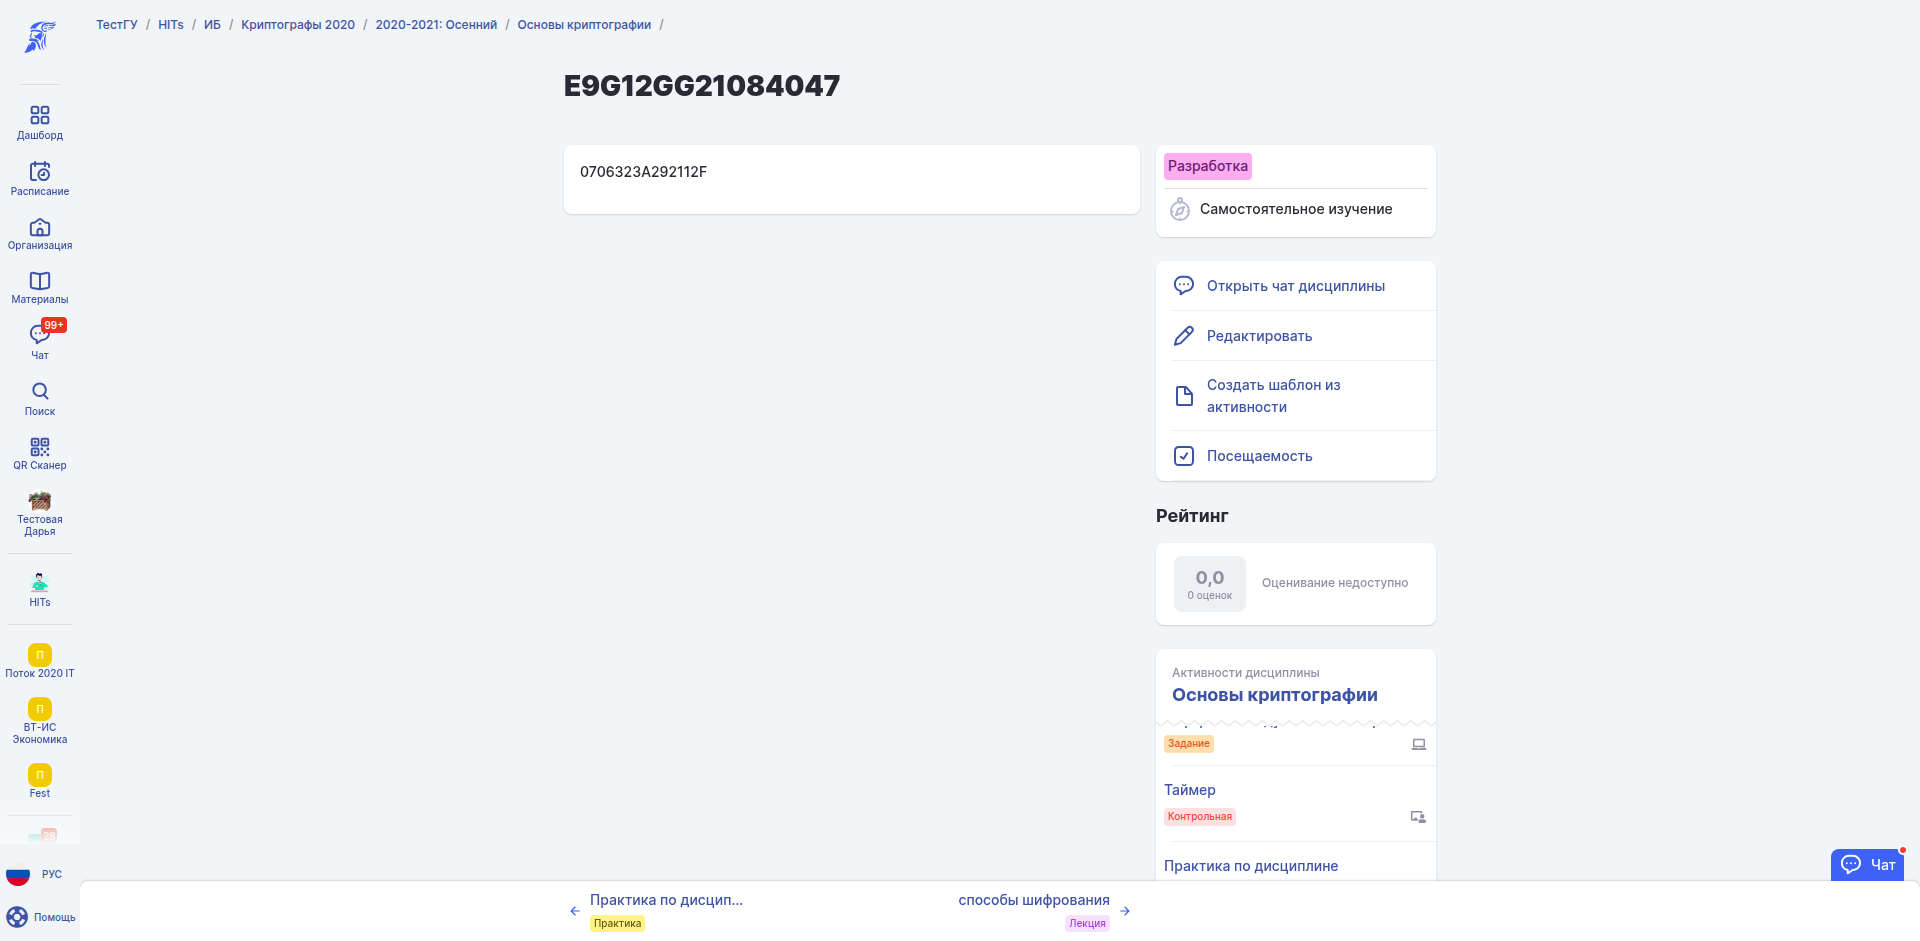 ТестГУ / HITs / ИБ / Криптографы 2020 / 2020-2021: Осенний / Основы криптографии /
E9G12GG21084047
0706323A292112F
Дашборд
Расписание
Организация
Материалы
99+
Чат
Поиск
QR Сканер
Тестовая
Дарья
HITs
П
Поток 2020 IT
П
ВТ-ИС
Экономика
П
Fest
28
РУС
Помощь
Разработка
Самостоятельное изучение
Открыть чат дисциплины
Редактировать
Создать шаблон из
активности
Посещаемость
Рейтинг
0,0
0 оценок
Оценивание недоступно
Активности дисциплины
Основы криптографии
Задание
Таймер
Контрольная
Практика по дисциплине
Практика по дисцип...
Практика
способы шифрования
Лекция
Чат